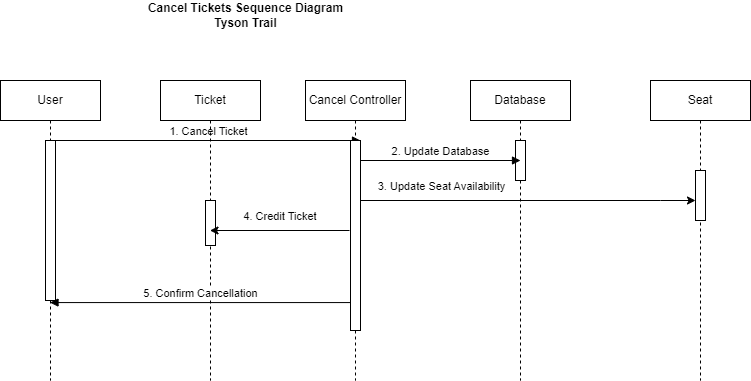 Cancel Tickets Sequence Diagram
Tyson Trail
User
Ticket
Cancel Controller
Database
Seat
1. Cancel Ticket
2. Update Database
3. Update Seat Availability
4. Credit Ticket
5. Confirm Cancellation